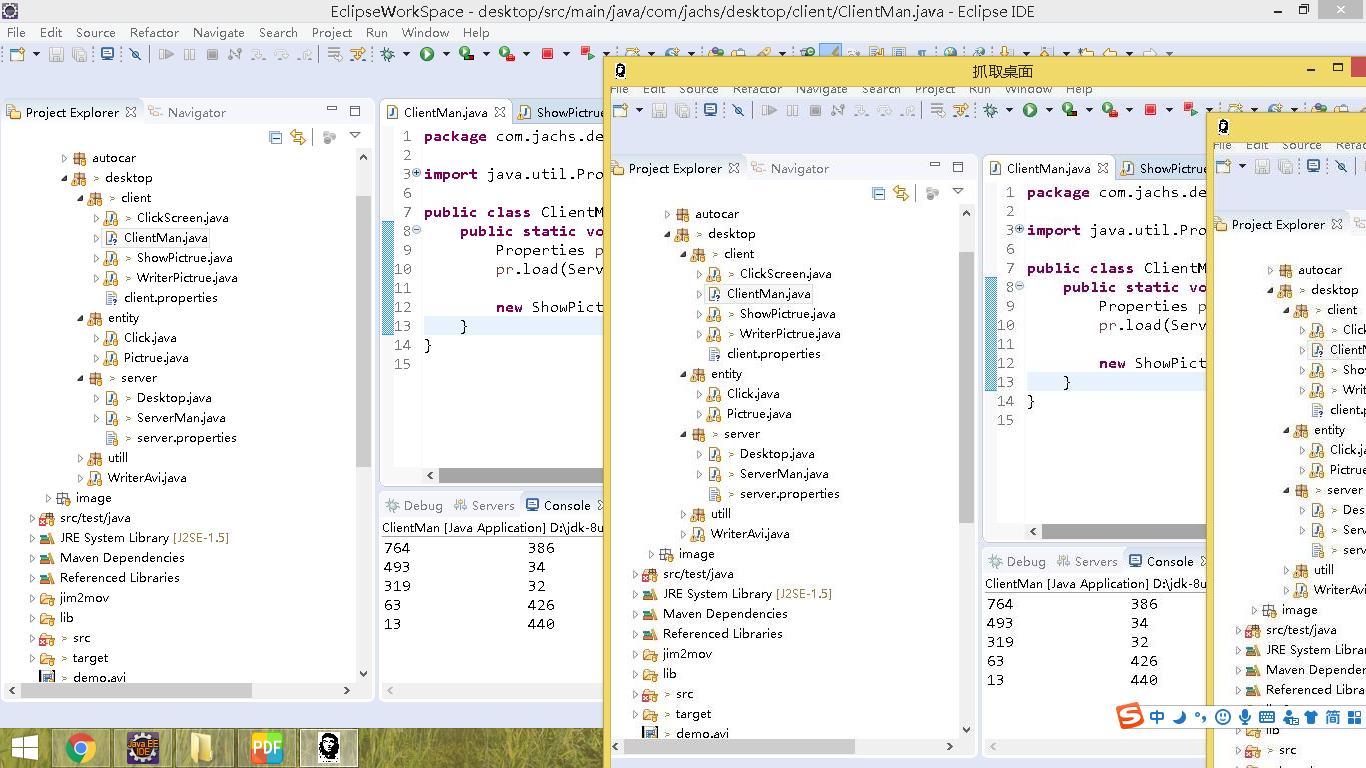 EclipseWorkSpace - desktop/src/main/java/com/jachs/desktop/client/ClientMan.java - Eclipse IDE
File Edit Source Refactor Navigate Search Project Run Window Help
Project Explorer Navigator
autocar
> desktop
> client
> ClickScreen.java
ClientMan.java
> ShowPictrue.java
> WriterPictrue.java
client.properties
entity
Click.java
Pictrue.java
> server
> Desktop.java
> ServerMan.java
> server.properties
utill
WriterAvi.java
image
src/test/java
JRE System Library [J2SE-1.5]
Maven Dependencies
Referenced Libraries
jim2mov
lib
> src
> target
> demo.avi
ClientMan.java ShowPictrue
1 package com.jachs.de
2
3 import java.util.Pro
6
7 public class ClientM
8 public static vo
9 Properties p
10 pr.load(Serv
11
12 new ShowPict
13 }
14 }
15
Debug Servers Console
ClientMan [Java Application] D:\jdk-8u
764 386
493 34
319 32
63 426
13 440
Java EE IDE
PDF
抓取桌面
File Edit Source Refactor Navigate Search Project Run Window Help
Project Explorer Navigator
autocar
> desktop
> client
> ClickScreen.java
ClientMan.java
> ShowPictrue.java
> WriterPictrue.java
client.properties
entity
Click.java
Pictrue.java
> server
> Desktop.java
> ServerMan.java
> server.properties
utill
WriterAvi.java
image
src/test/java
JRE System Library [J2SE-1.5]
Maven Dependencies
Referenced Libraries
jim2mov
lib
> src
> target
> demo.avi
ClientMan.java ShowPictrue
1 package com.jachs.de
2
3 import java.util.Pro
6
7 public class ClientM
8 public static vo
9 Properties p
10 pr.load(Serv
11
12 new ShowPict
13 }
14 }
15
Debug Servers Console
ClientMan [Java Application] D:\jdk-8u
764 386
493 34
319 32
63 426
13 440
File Edit Source Refac
Project Explorer
autocar
> desktop
> client
> Click
ClientM
> Sho
> Writ
client.p
entity
Click.ja
Pictrue
> server
> Des
> Serv
> serv
utill
WriterAvi
image
src/test/java
JRE System Librar
Maven Depender
Referenced Librari
S 中 简
lib
> src